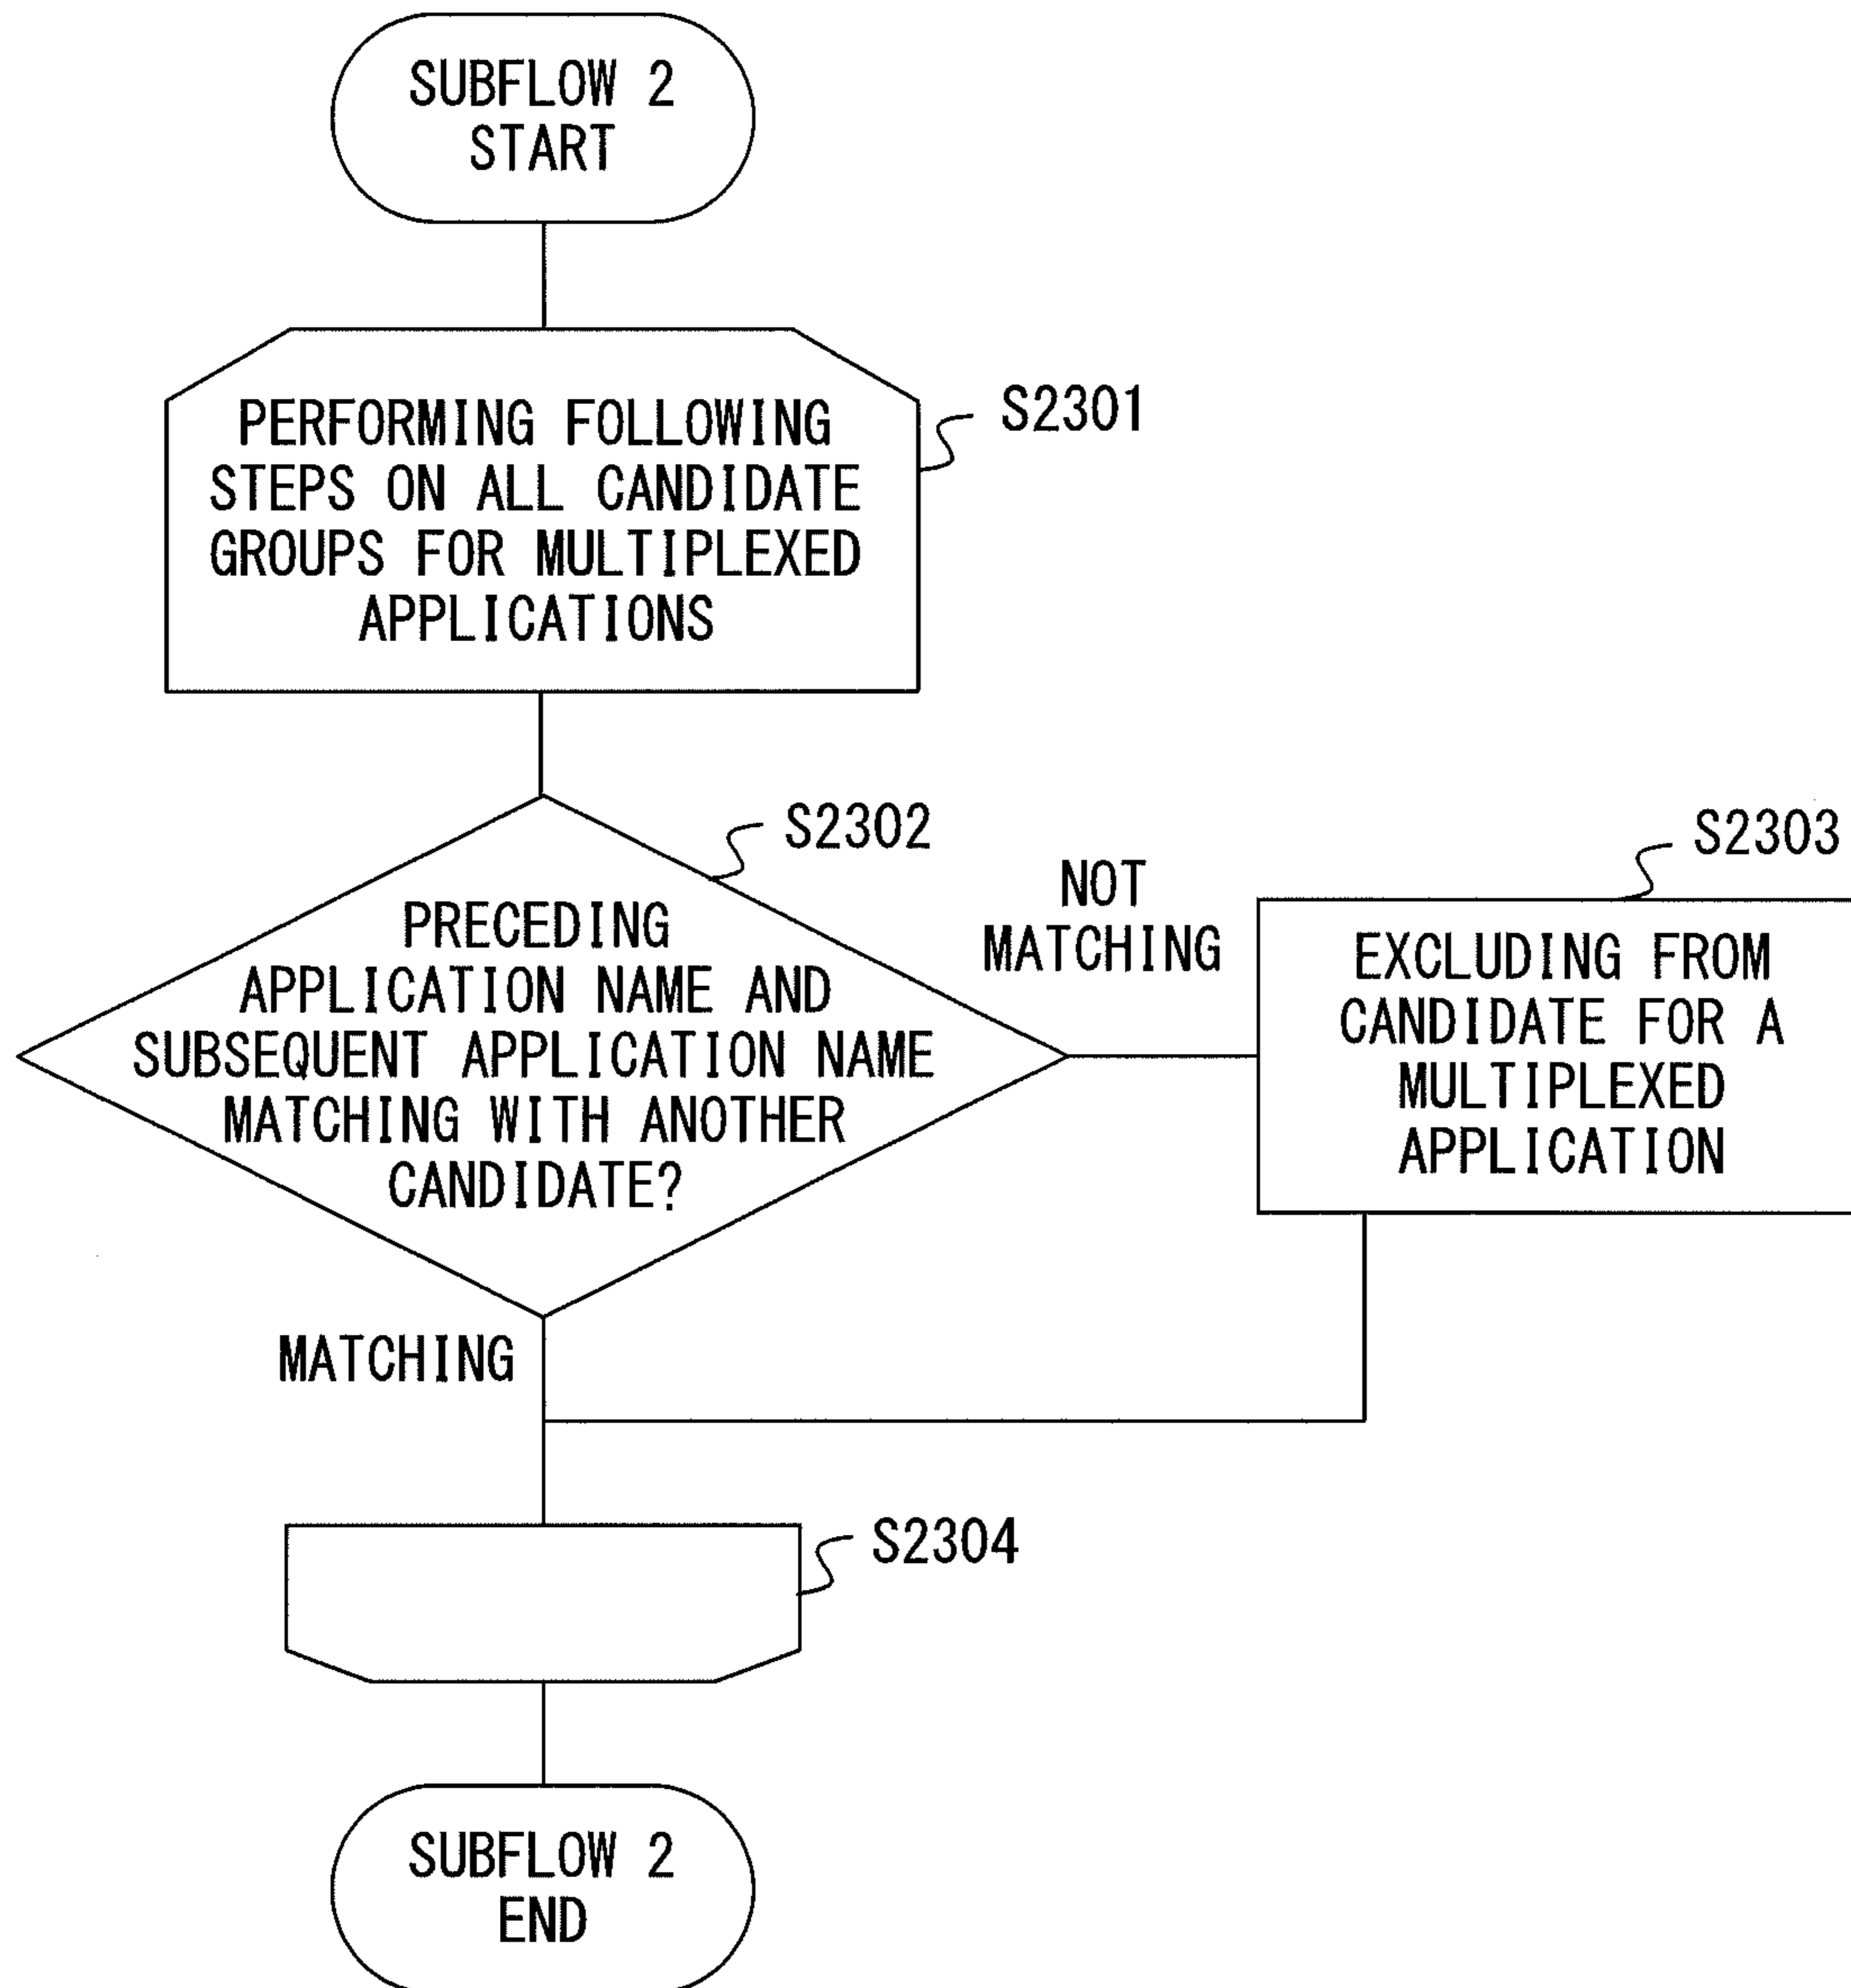 SUBFLOW 2
START
PERFORMING FOLLOWING
STEPS ON ALL CANDIDATE
GROUPS FOR MULTIPLEXED
APPLICATIONS
S2301
S2302
PRECEDING
APPLICATION NAME AND
SUBSEQUENT APPLICATION NAME
MATCHING WITH ANOTHER
CANDIDATE?
NOT
MATCHING
S2303
EXCLUDING FROM
CANDIDATE FOR A
MULTIPLEXED
APPLICATION
MATCHING
S2304
SUBFLOW 2
END